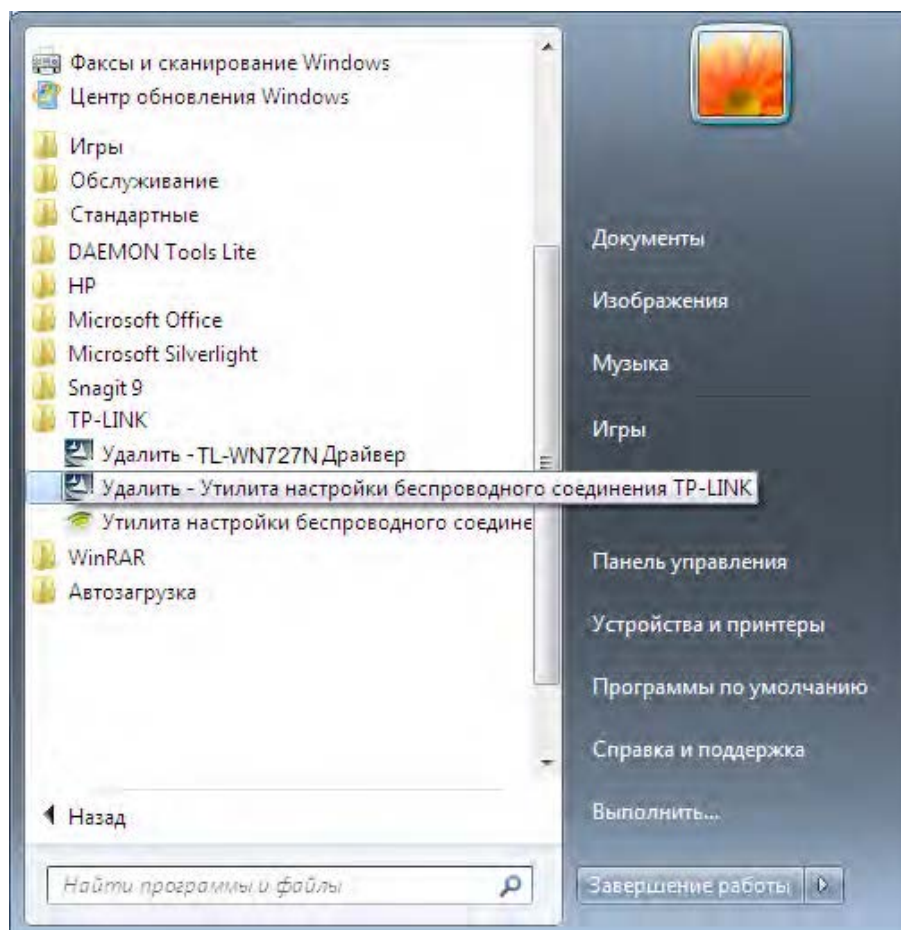 Факсы и сканирование Windows
Центр обновления Windows
Игры
Обслуживание
Стандартные
DAEMON Tools Lite
HP
Microsoft Office
Microsoft Silverlight
Snagit 9
TP-LINK
Удалить - TL-WN727N Драйвер
Удалить - Утилита настройки беспроводного соединения TP-LINK
Утилита настройки беспроводного соедине
WinRAR
Автозагрузка
Назад
Найти программы и файлы
Документы
Изображения
Музыка
Игры
Панель управления
Устройства и принтеры
Программы по умолчанию
Справка и поддержка
Выполнить...
Завершение работы